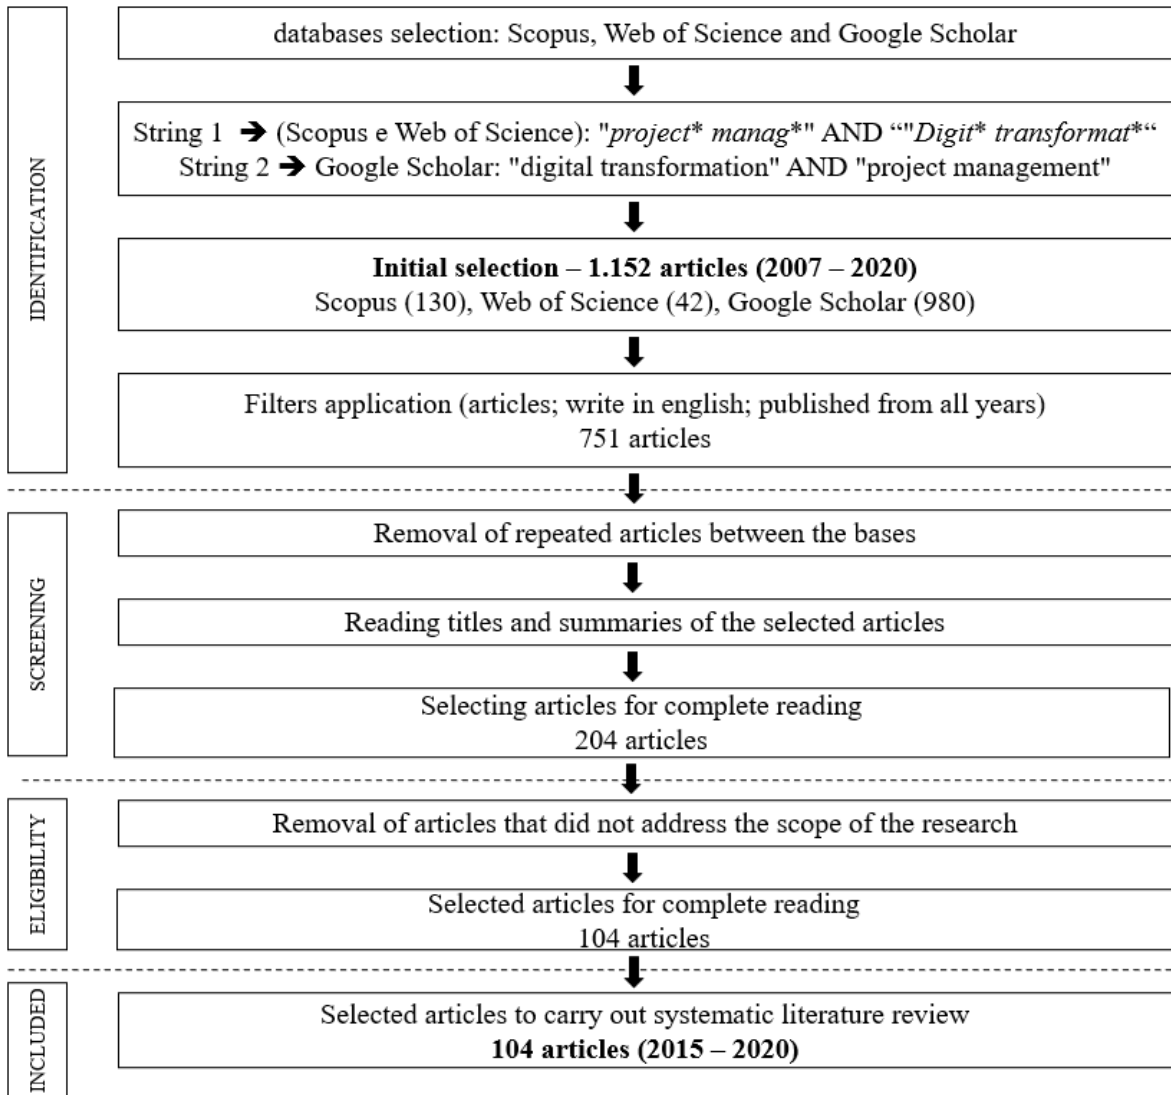 IDENTIFICATION
databases selection: Scopus, Web of Science and Google Scholar
String 1 ➔ (Scopus e Web of Science): "project* manag*" AND “"Digit* transformat*“
String 2 ➔ Google Scholar: "digital transformation" AND "project management"
Initial selection – 1.152 articles (2007 – 2020)
Scopus (130), Web of Science (42), Google Scholar (980)
Filters application (articles; write in english; published from all years)
751 articles
SCREENING
Removal of repeated articles between the bases
Reading titles and summaries of the selected articles
Selecting articles for complete reading
204 articles
ELIGIBILITY
Removal of articles that did not address the scope of the research
Selected articles for complete reading
104 articles
INCLUDED
Selected articles to carry out systematic literature review
104 articles (2015 – 2020)